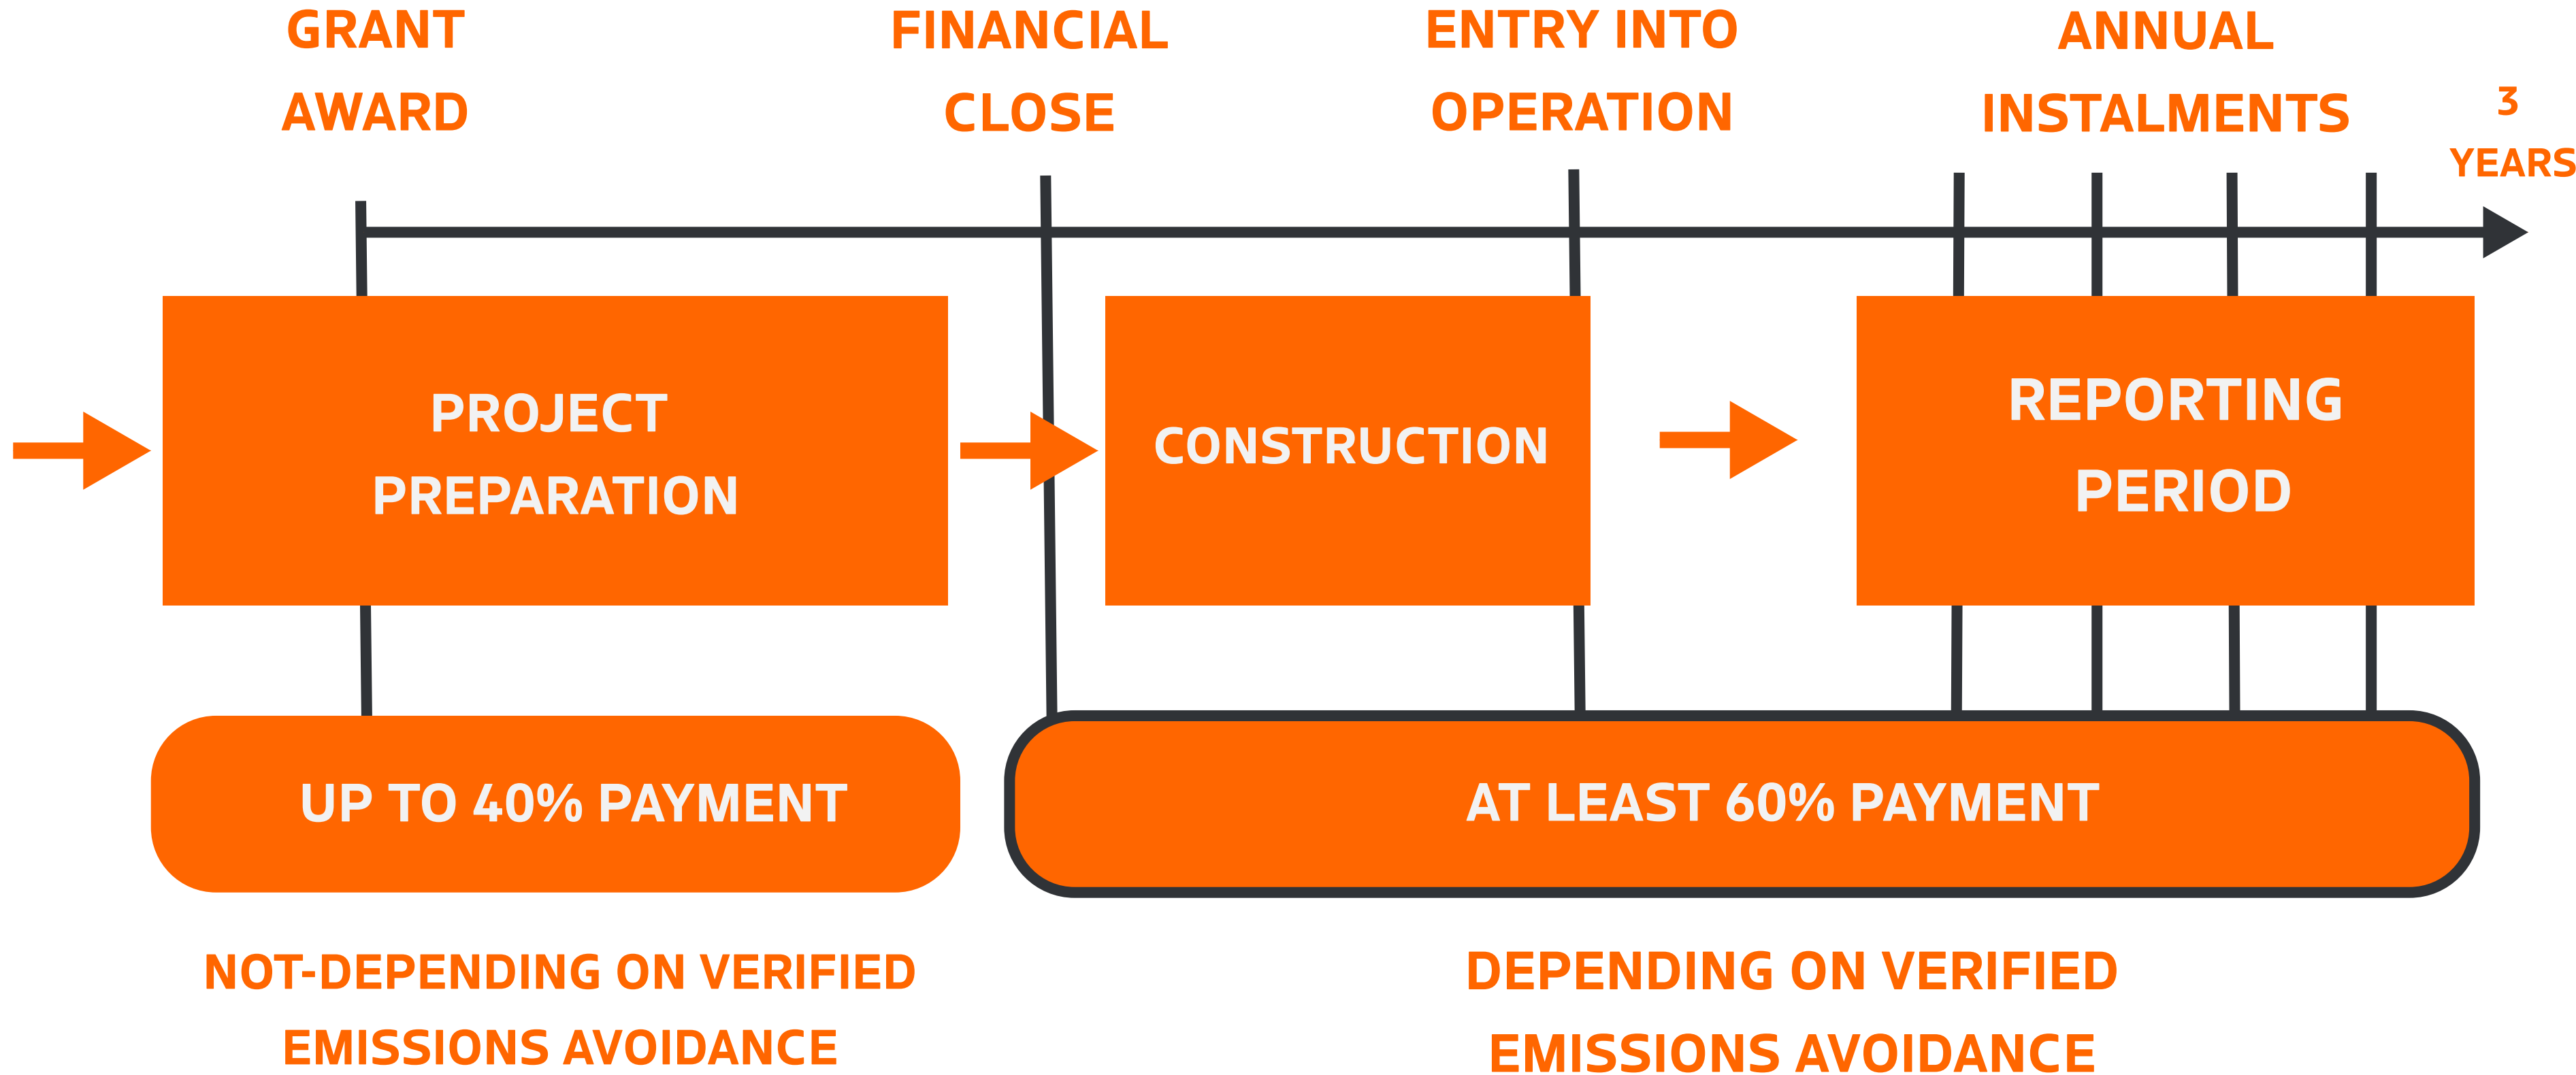 GRANT
AWARD
FINANCIAL
CLOSE
ENTRY INTO
OPERATION
ANNUAL
INSTALMENTS
3
YEARS
PROJECT
PREPARATION
CONSTRUCTION
REPORTING
PERIOD
UP TO 40% PAYMENT
AT LEAST 60% PAYMENT
NOT-DEPENDING ON VERIFIED
EMISSIONS AVOIDANCE
DEPENDING ON VERIFIED
EMISSIONS AVOIDANCE